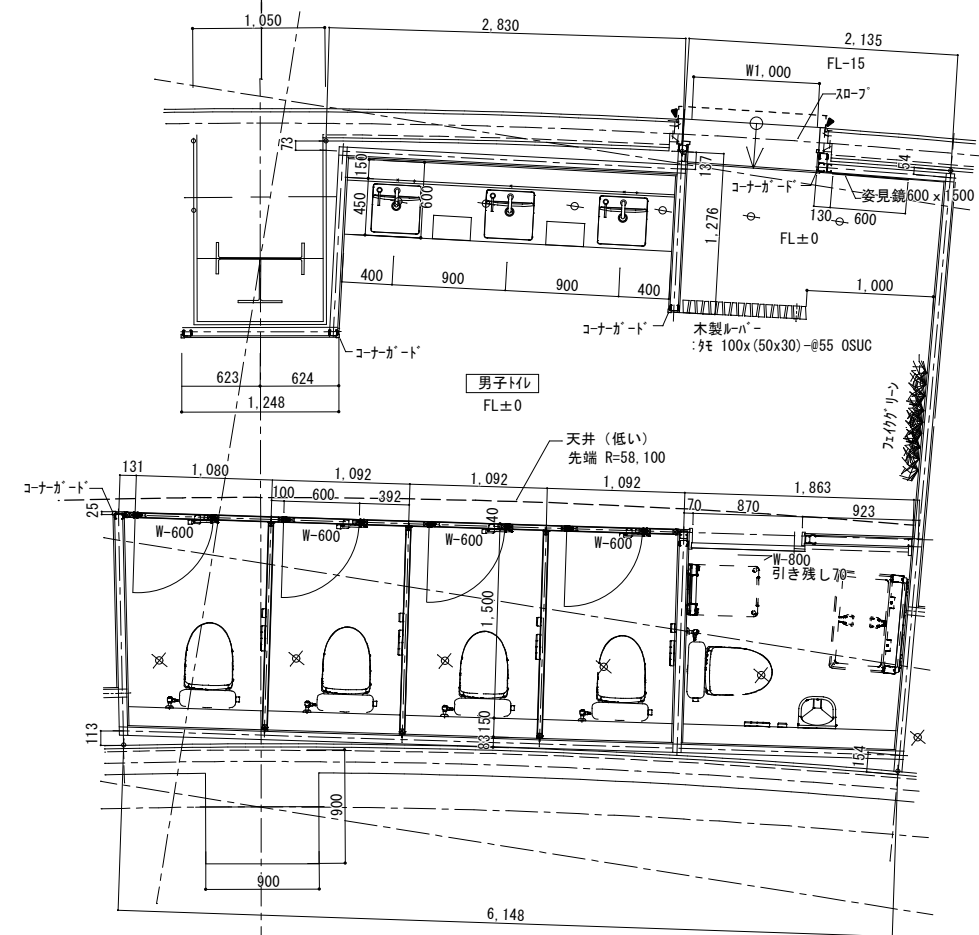 1,050
2,830
2,135
FL-15
W1,000
ｽﾛｰﾌﾟ
73
150
450
600
137
1,276
コーナーｶﾞｰﾄﾞ
54
姿見鏡600×1500
130
600
FL±0
400
900
900
400
1,000
コーナーｶﾞｰﾄﾞ
木製ﾙｰﾊﾞｰ
:ﾀﾓ 100x(50x30)-@55 OSUC
コーナーｶﾞｰﾄﾞ
623
624
1,248
男子ﾄｲﾚ
FL±0
ﾌｪｲｸｸﾞﾘｰﾝ
天井（低い）
先端 R=58,100
コーナーｶﾞｰﾄﾞ
131
1,080
1,092
1,092
1,092
1,863
25
100
600
392
40
70
870
923
W-600
W-600
W-600
W-600
W-800
引き残し70
1,500
113
150
83
154
900
900
6,148